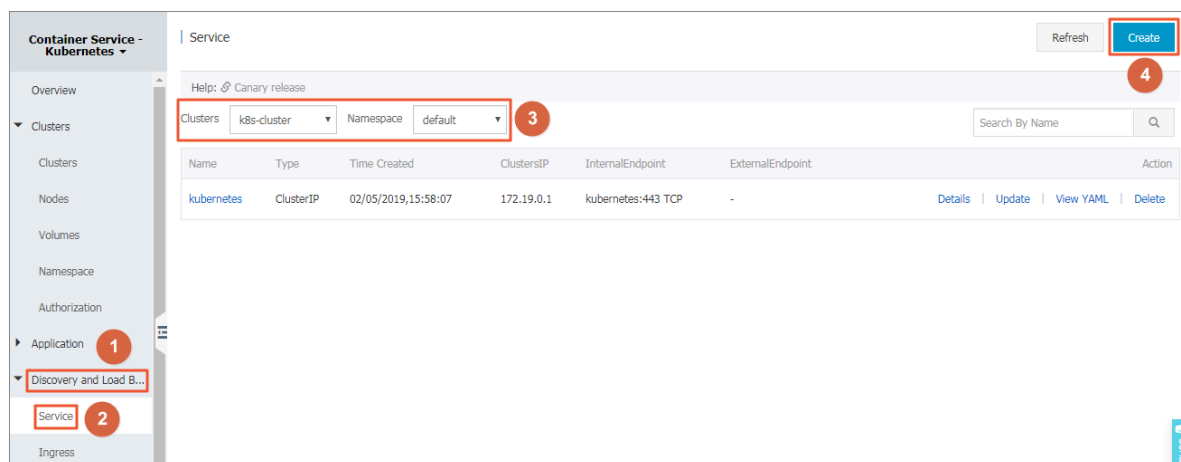 Container Service -
Kubernetes
Overview
Clusters
Clusters
Nodes
Volumes
Namespace
Authorization
Application
1
Discovery and Load B...
Service
2
Ingress
Service
Refresh
Create
4
Help: Canary release
Clusters k8s-cluster Namespace default 3
Search By Name
Name Type Time Created ClustersIP InternalEndpoint ExternalEndpoint Action
kubernetes ClusterIP 02/05/2019,15:58:07 172.19.0.1 kubernetes:443 TCP - Details | Update | View YAML | Delete